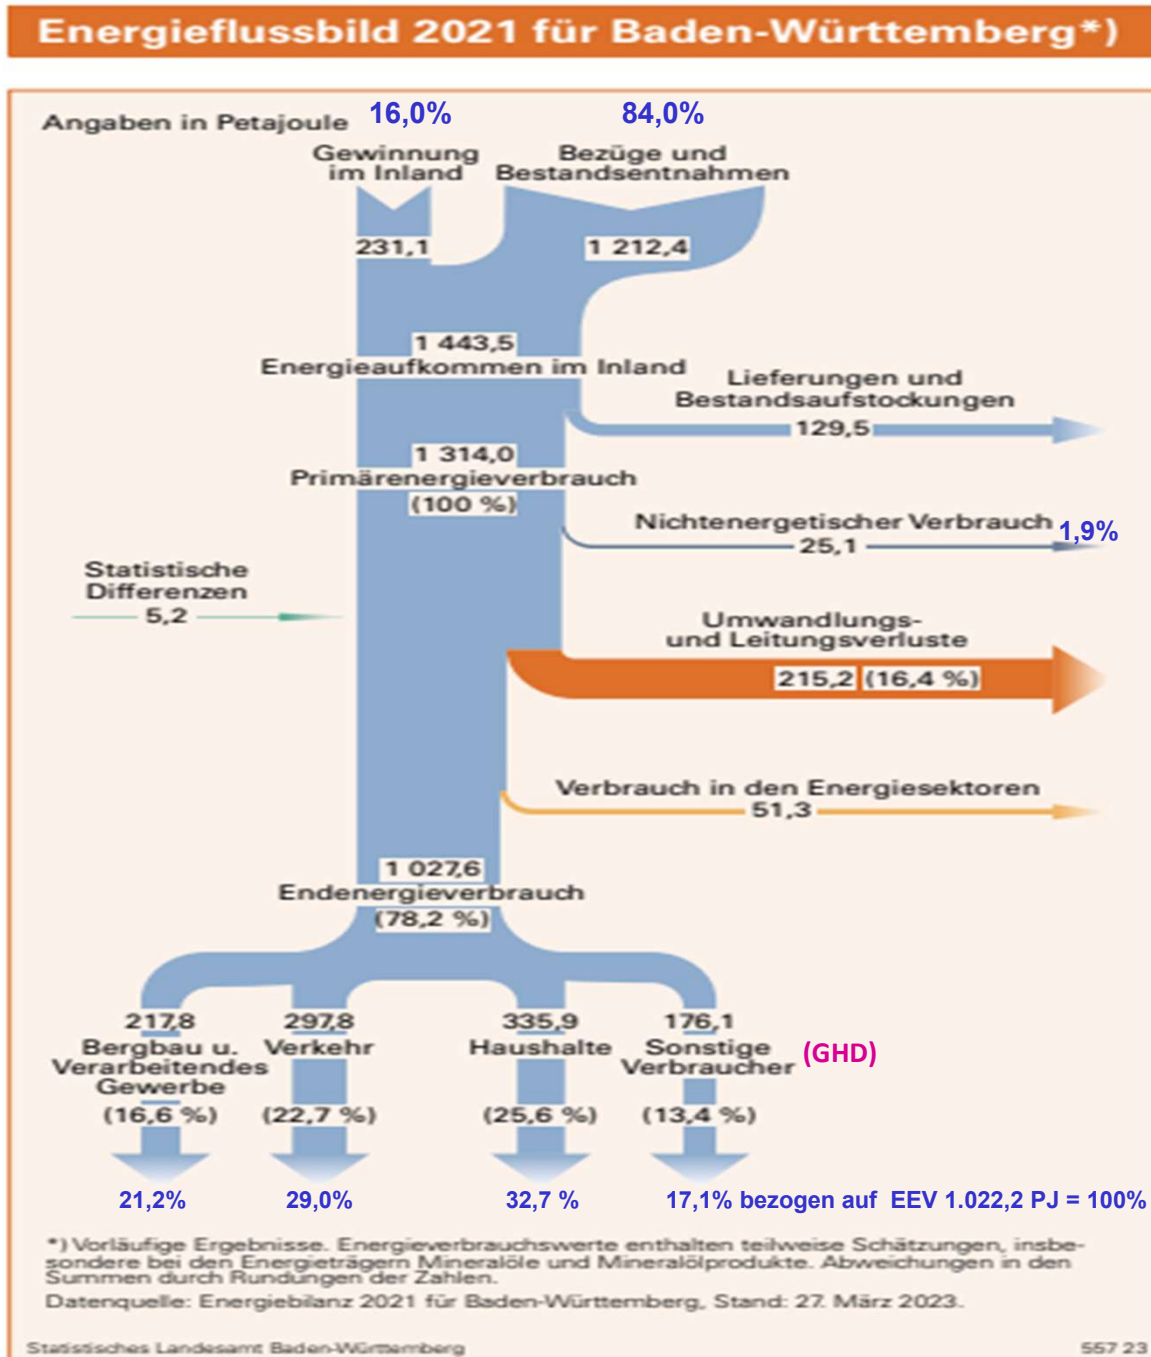 Energieflussbild 2021 für Baden-Württemberg*)
Angaben in Petajoule
16,0%
84,0%
Gewinnung
im Inland
Bezüge und
Bestandsentnahmen
231,1
1 212,4
1 443,5
Energieaufkommen im Inland
Lieferungen und
Bestandsaufstockungen
129,5
1 314,0
Primärenergieverbrauch
(100 %)
Nichtenergetischer Verbrauch
1,9%
25,1
Statistische
Differenzen
5,2
Umwandlungs-
und Leitungsverluste
215,2 (16,4 %)
Verbrauch in den Energiesektoren
51,3
1 027,6
Endenergieverbrauch
(78,2 %)
217,8
Bergbau u.
Verarbeitendes
Gewerbe
(16,6 %)
21,2%
297,8
Verkehr
(22,7 %)
29,0%
335,9
Haushalte
(25,6 %)
32,7 %
176,1
Sonstige
Verbraucher
(GHD)
(13,4 %)
17,1% bezogen auf EEV 1.022,2 PJ = 100%
*) Vorläufige Ergebnisse. Energieverbrauchswerte enthalten teilweise Schätzungen, insbe-
sondere bei den Energieträgern Mineralöle und Mineralölprodukte. Abweichungen in den
Summen durch Rundungen der Zahlen.
Datenquelle: Energiebilanz 2021 für Baden-Württemberg, Stand: 27. März 2023.
Statistisches Landesamt Baden-Württemberg
557 23